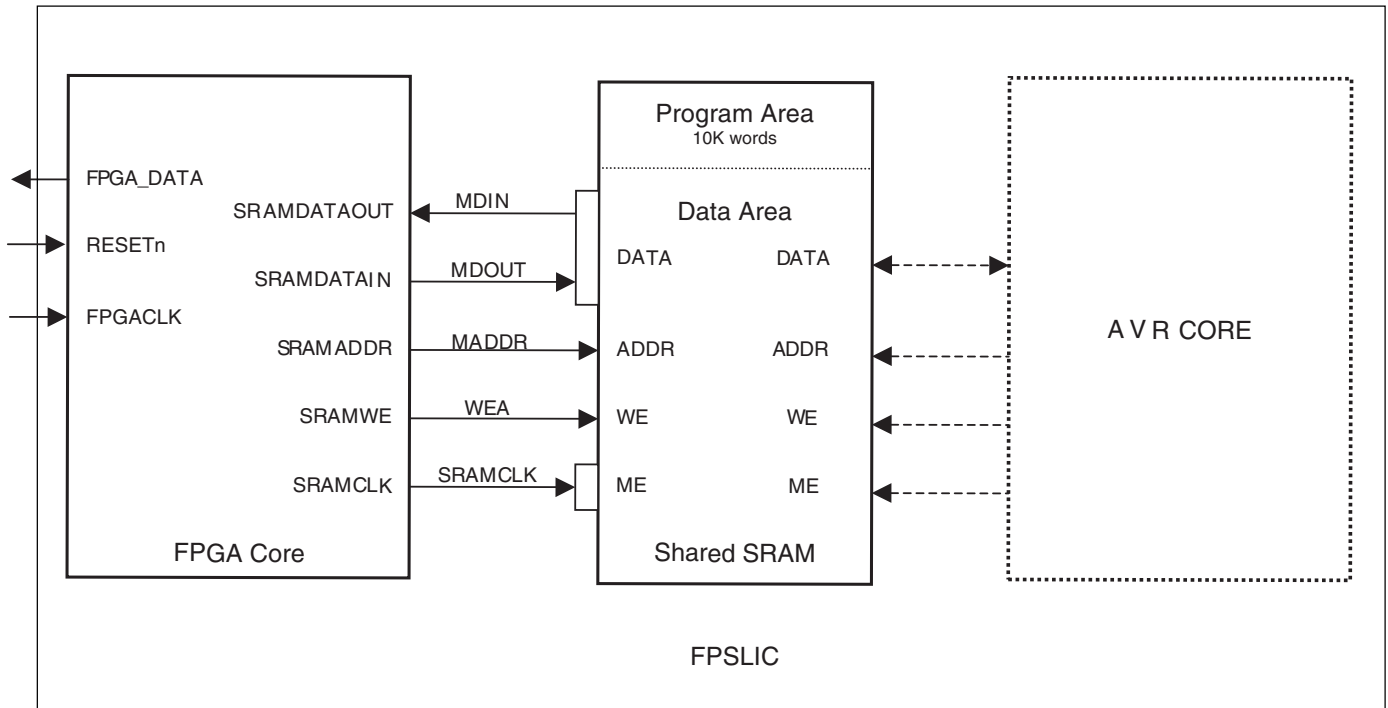 FPGA_DATA
RESETn
FPGACLK
SRAMDATAOUT
SRAMDATAIN
SRAMADDR
SRAMWE
SRAMCLK
FPGA Core
MDIN
MDOUT
MADDR
WEA
SRAMCLK
Program Area
10K words
Data Area
DATA DATA
ADDR ADDR
WE WE
ME ME
Shared SRAM
AVR CORE
FPSLIC